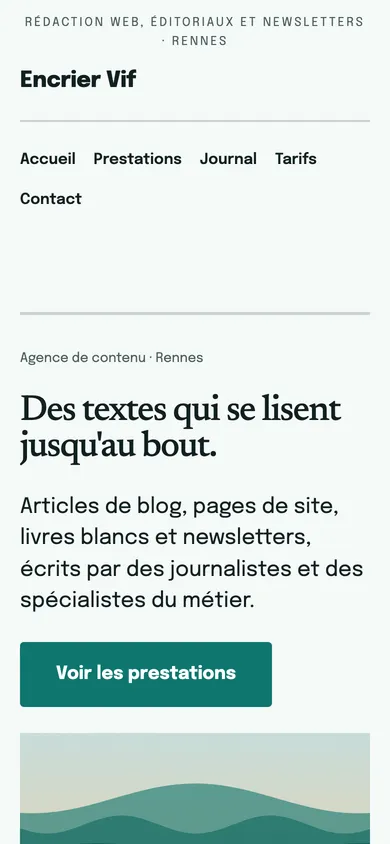 RÉDACTION WEB, ÉDITORIAUX ET NEWSLETTERS
· RENNES
Encrier Vif
Accueil Prestations Journal Tarifs
Contact
Agence de contenu · Rennes
Des textes qui se lisent
jusqu'au bout.
Articles de blog, pages de site,
livres blancs et newsletters,
écrits par des journalistes et des
spécialistes du métier.
Voir les prestations